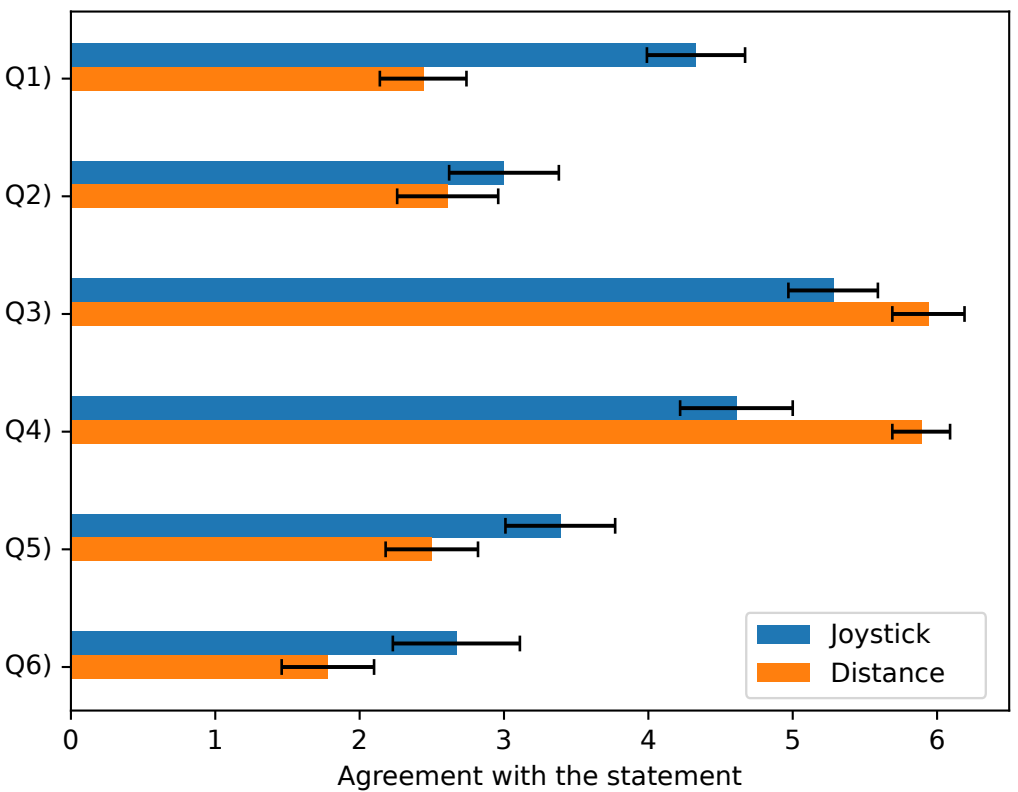 Q1)
Q2)
Q3)
Q4)
Q5)
Q6)
Joystick
Distance
0 1 2 3 4 5 6
Agreement with the statement